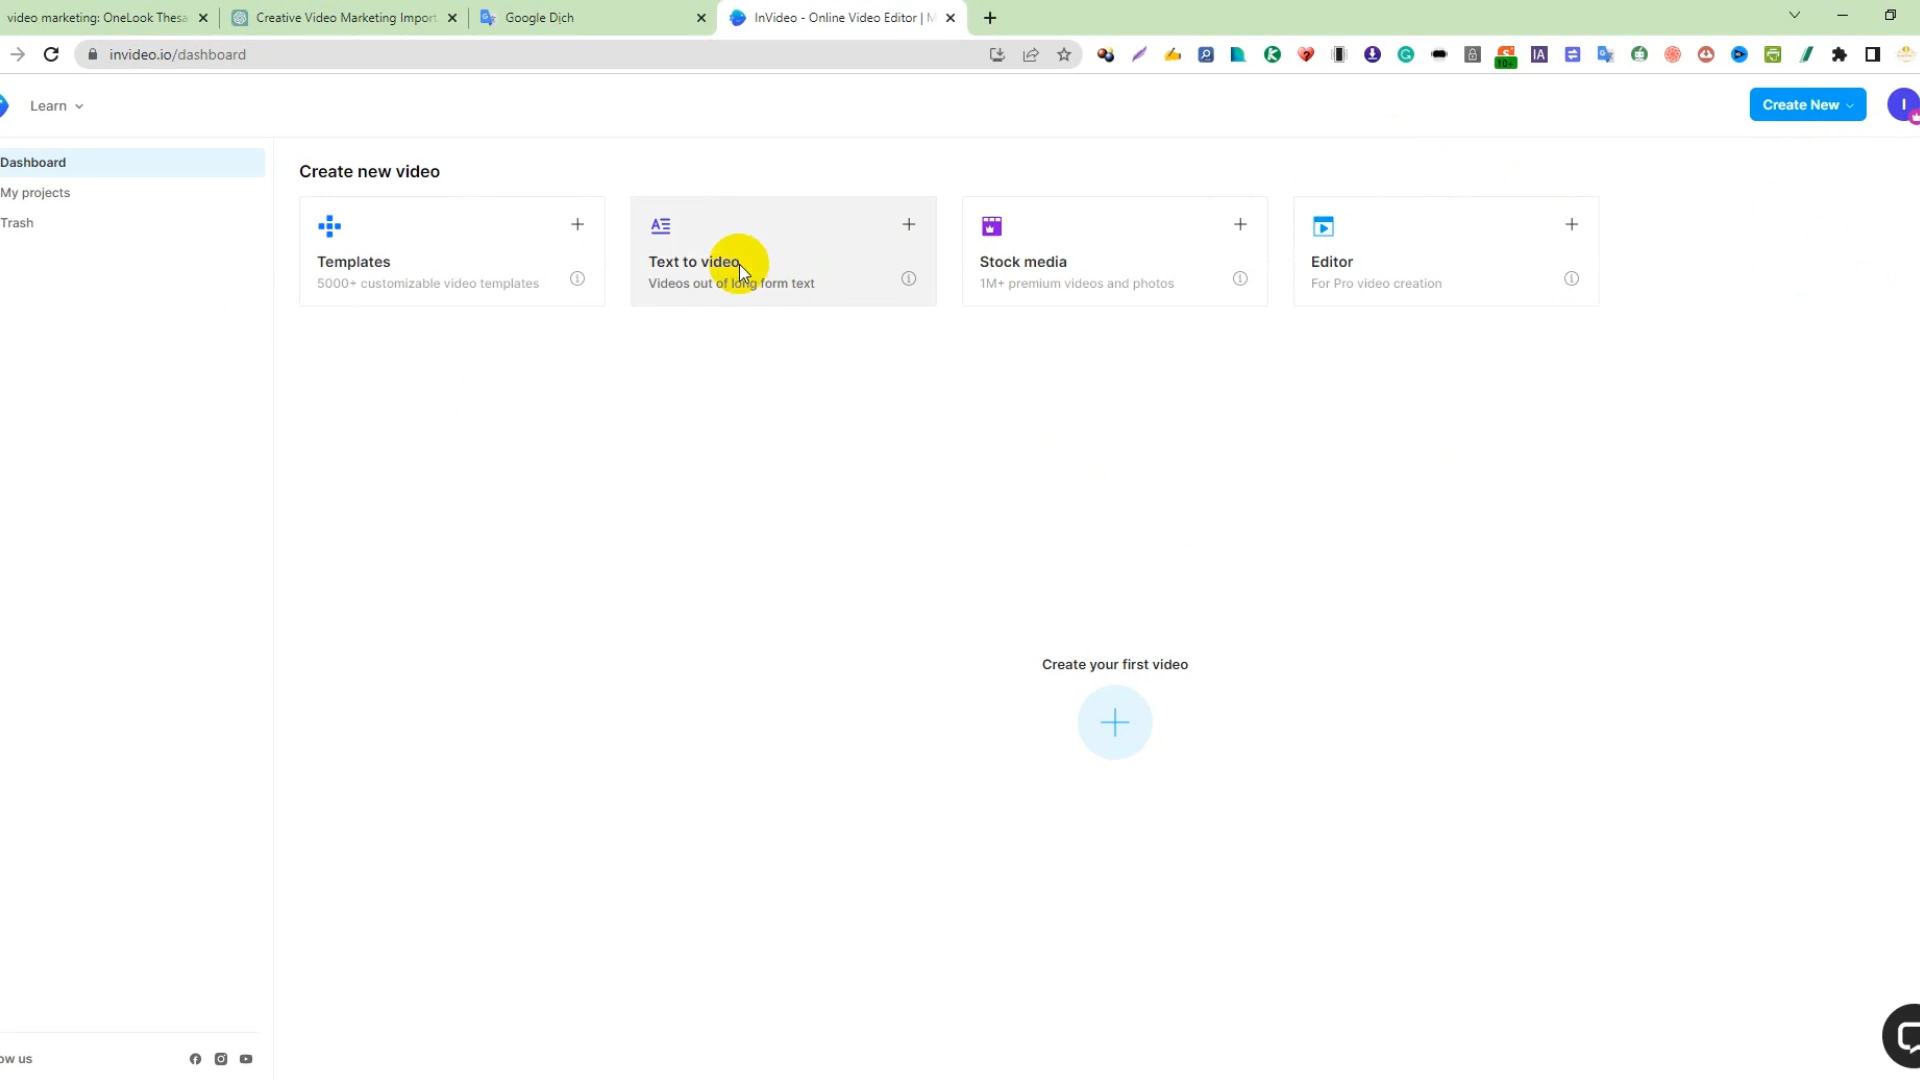 video marketing: OneLook Thesa
Creative Video Marketing Import
Google Dịch
InVideo - Online Video Editor | M
invideo.io/dashboard
10+
IA
Learn
Create New
I
Dashboard
My projects
Trash
Create new video
Templates
5000+ customizable video templates
Text to video
Videos out of long form text
Stock media
1M+ premium videos and photos
Editor
For Pro video creation
Create your first video
ow us